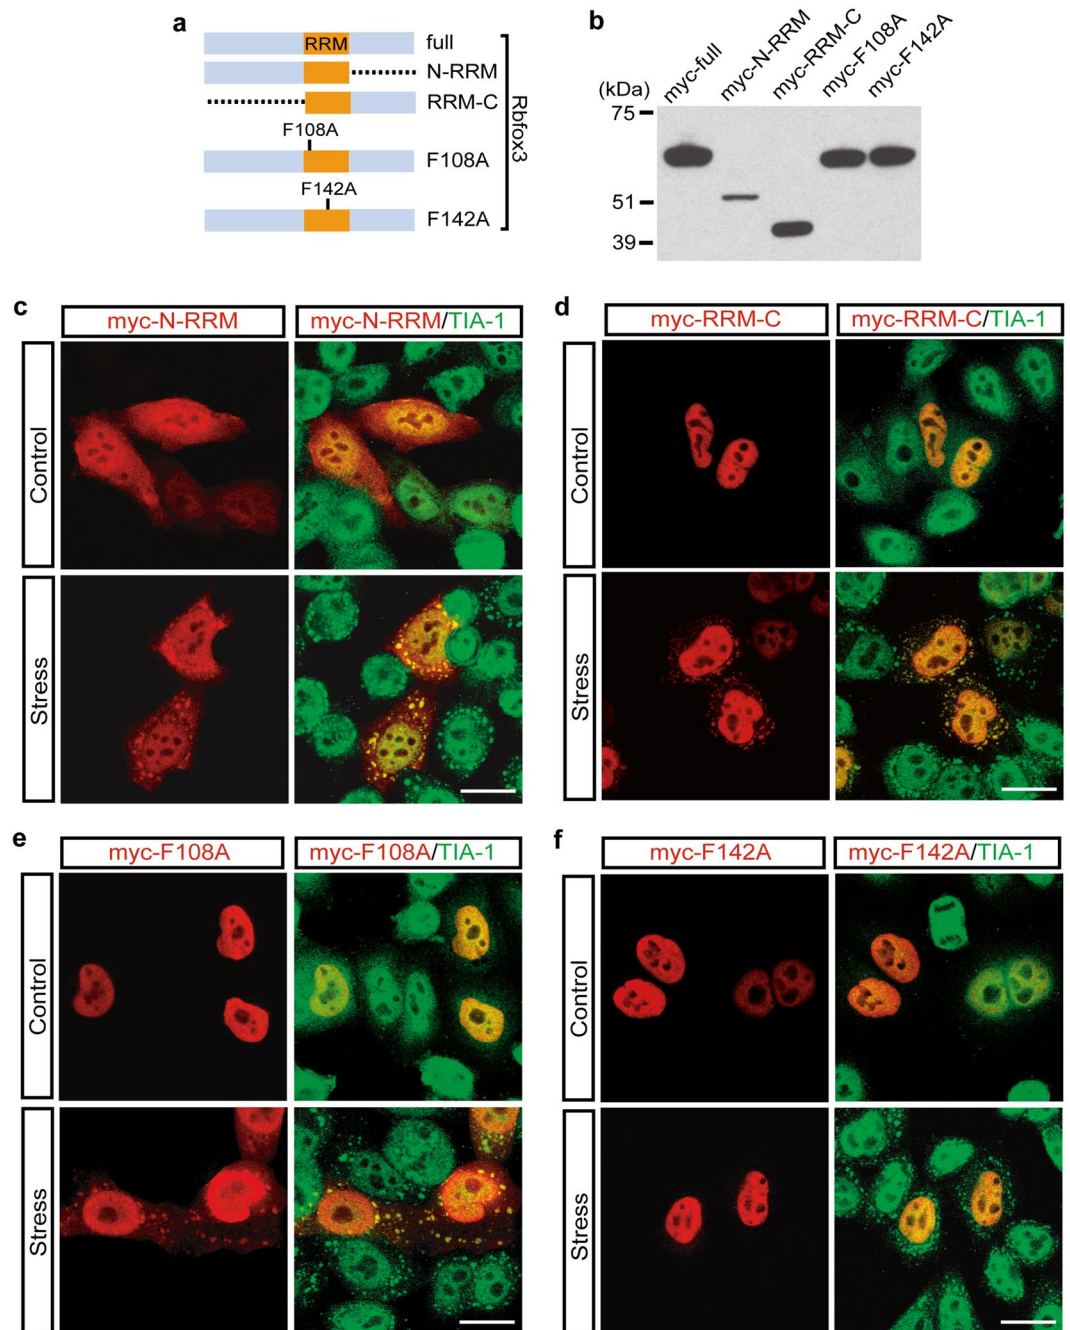 a
RRM full
N-RRM
RRM-C
F108A
F108A
F142A
F142A
Rbfox3
b
(kDa)
myc-full
myc-N-RRM
myc-RRM-C
myc-F108A
myc-F142A
75
51
39
c
myc-N-RRM
myc-N-RRM/TIA-1
Control
Stress
d
myc-RRM-C
myc-RRM-C/TIA-1
Control
Stress
e
myc-F108A
myc-F108A/TIA-1
Control
Stress
f
myc-F142A
myc-F142A/TIA-1
Control
Stress